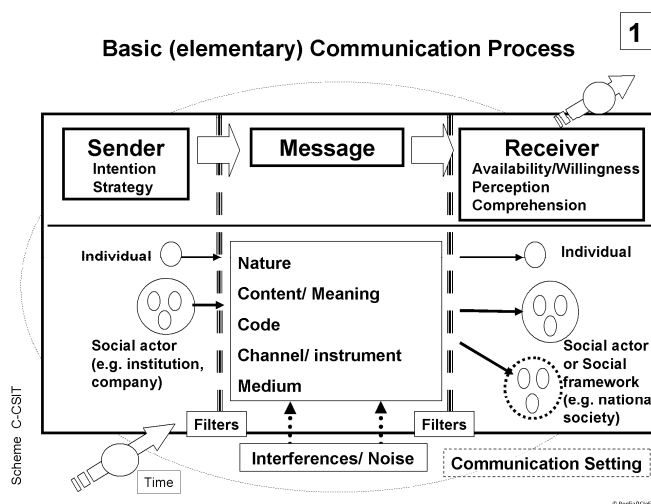 1
Basic (elementary) Communication Process
Sender
Intention
Strategy
Message
Receiver
Availability/Willingness
Perception
Comprehension
Individual
Social actor
(e.g. institution,
company)
Nature
Content/ Meaning
Code
Channel/ instrument
Medium
Individual
Social actor
or Social
framework
(e.g. national
society)
Filters
Filters
Interferences/ Noise
Communication Setting
Time
Scheme C-CSIT